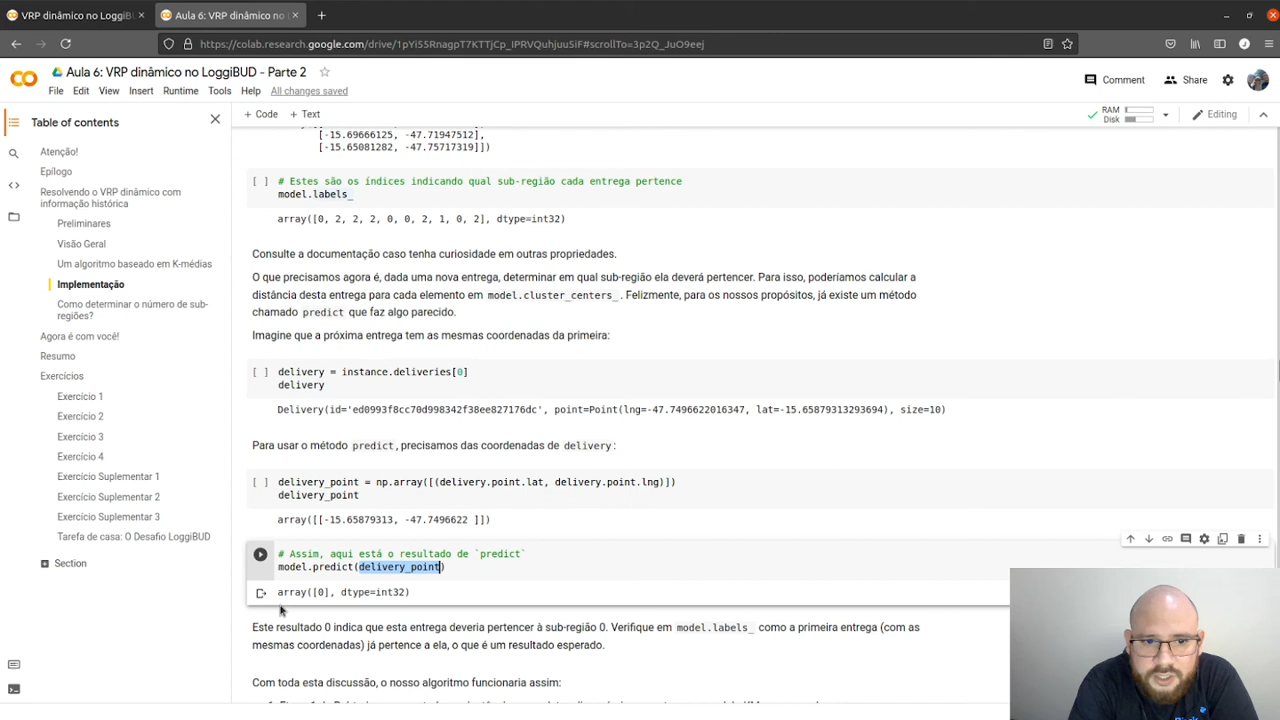 VRP dinâmico no LoggiBU
Aula 6: VRP dinâmico no
https://colab.research.google.com/drive/1pYi55RnagpT7KTTjCp_IPRVQuhjuu5iF#scrollTo=3p2Q_JuO9eej
Aula 6: VRP dinâmico no LoggiBUD - Parte 2
Comment
Share
File Edit View Insert Runtime Tools Help All changes saved
Table of contents
+ Code + Text
RAM
Disk
Editing
Atenção!
Epílogo
Resolvendo o VRP dinâmico com
informação histórica
Preliminares
Visão Geral
Um algoritmo baseado em K-médias
Implementação
Como determinar o número de sub-
regiões?
Agora é com você!
Resumo
Exercícios
Exercício 1
Exercício 2
Exercício 3
Exercício 4
Exercício Suplementar 1
Exercício Suplementar 2
Exercício Suplementar 3
Tarefa de casa: O Desafio LoggiBUD
Section
[-15.69666125, -47.71947512],
[-15.65081282, -47.75717319]])
[ ] # Estes são os índices indicando qual sub-região cada entrega pertence
model.labels_
array([0, 2, 2, 2, 0, 0, 2, 1, 0, 2], dtype=int32)
Consulte a documentação caso tenha curiosidade em outras propriedades.
O que precisamos agora é, dada uma nova entrega, determinar em qual sub-região ela deverá pertencer. Para isso, poderíamos calcular a
distância desta entrega para cada elemento em model.cluster_centers_. Felizmente, para os nossos propósitos, já existe um método
chamado predict que faz algo parecido.
Imagine que a próxima entrega tem as mesmas coordenadas da primeira:
[ ] delivery = instance.deliveries[0]
delivery
Delivery(id='ed0993f8cc70d998342f38ee827176dc', point=Point(lng=-47.7496622016347, lat=-15.65879313293694), size=10)
Para usar o método predict, precisamos das coordenadas de delivery:
[ ] delivery_point = np.array([(delivery.point.lat, delivery.point.lng)])
delivery_point
array([[-15.65879313, -47.7496622 ]])
# Assim, aqui está o resultado de `predict`
model.predict(delivery_point)
array([0], dtype=int32)
Este resultado 0 indica que esta entrega deveria pertencer à sub-região 0. Verifique em model.labels_ como a primeira entrega (com as
mesmas coordenadas) já pertence a ela, o que é um resultado esperado.
Com toda esta discussão, o nosso algoritmo funcionaria assim: